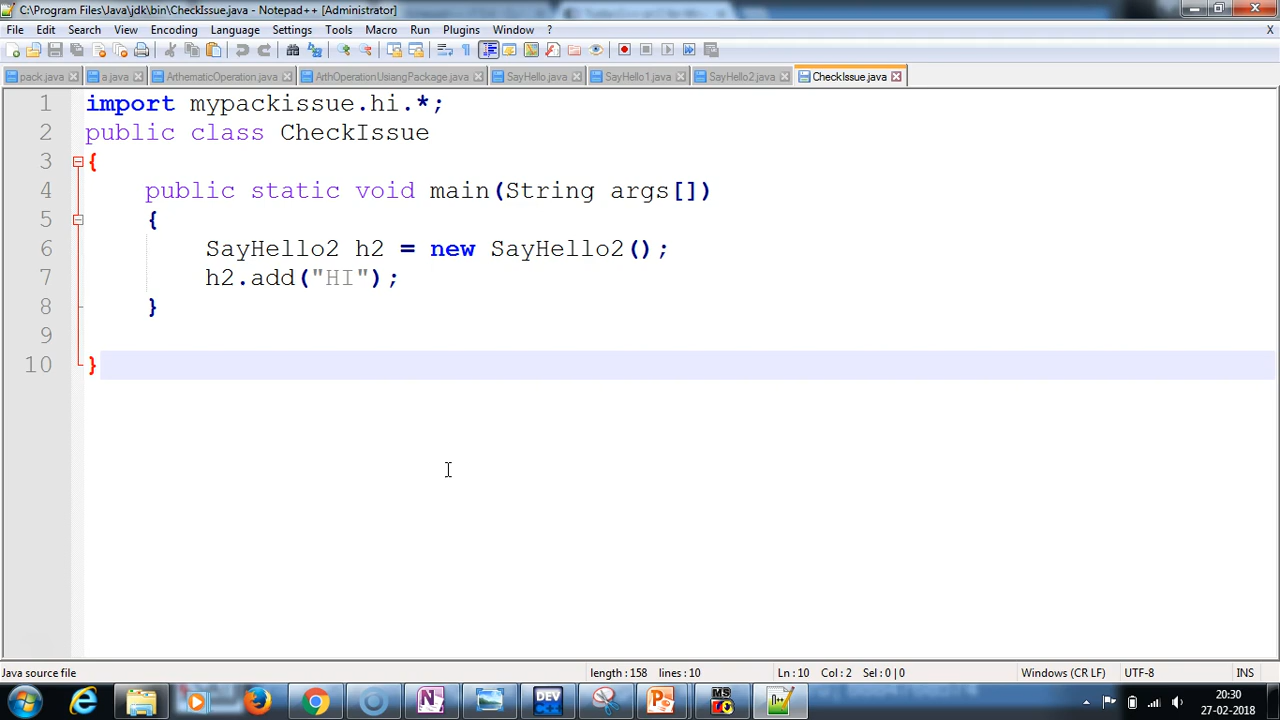 C:\Program Files\Java\jdk\bin\CheckIssue.java - Notepad++ [Administrator]
File Edit Search View Encoding Language Settings Tools Macro Run Plugins Window ? X
pack.java a.java ArthematicOperation.java ArthOperationUsiangPackage.java SayHello.java SayHello1.java SayHello2.java CheckIssue.java
1 import mypackissue.hi.*;
2 public class CheckIssue
3 {
4 public static void main(String args[])
5 {
6 SayHello2 h2 = new SayHello2();
7 h2.add("HI");
8 }
9
10 }
Java source file length : 158 lines : 10 Ln : 10 Col : 2 Sel : 0 | 0 Windows (CR LF) UTF-8 INS
DEV C++ MS
20:30
27-02-2018